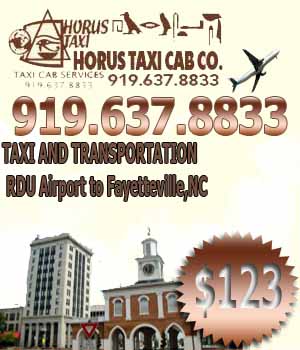 HORUS
TAXI
TAXI CAB SERVICES
919.637.8833
HORUS TAXI CAB CO.
919.637.8833
919.637.8833
TAXI AND TRANSPORTATION
RDU Airport to Fayetteville,NC
$123